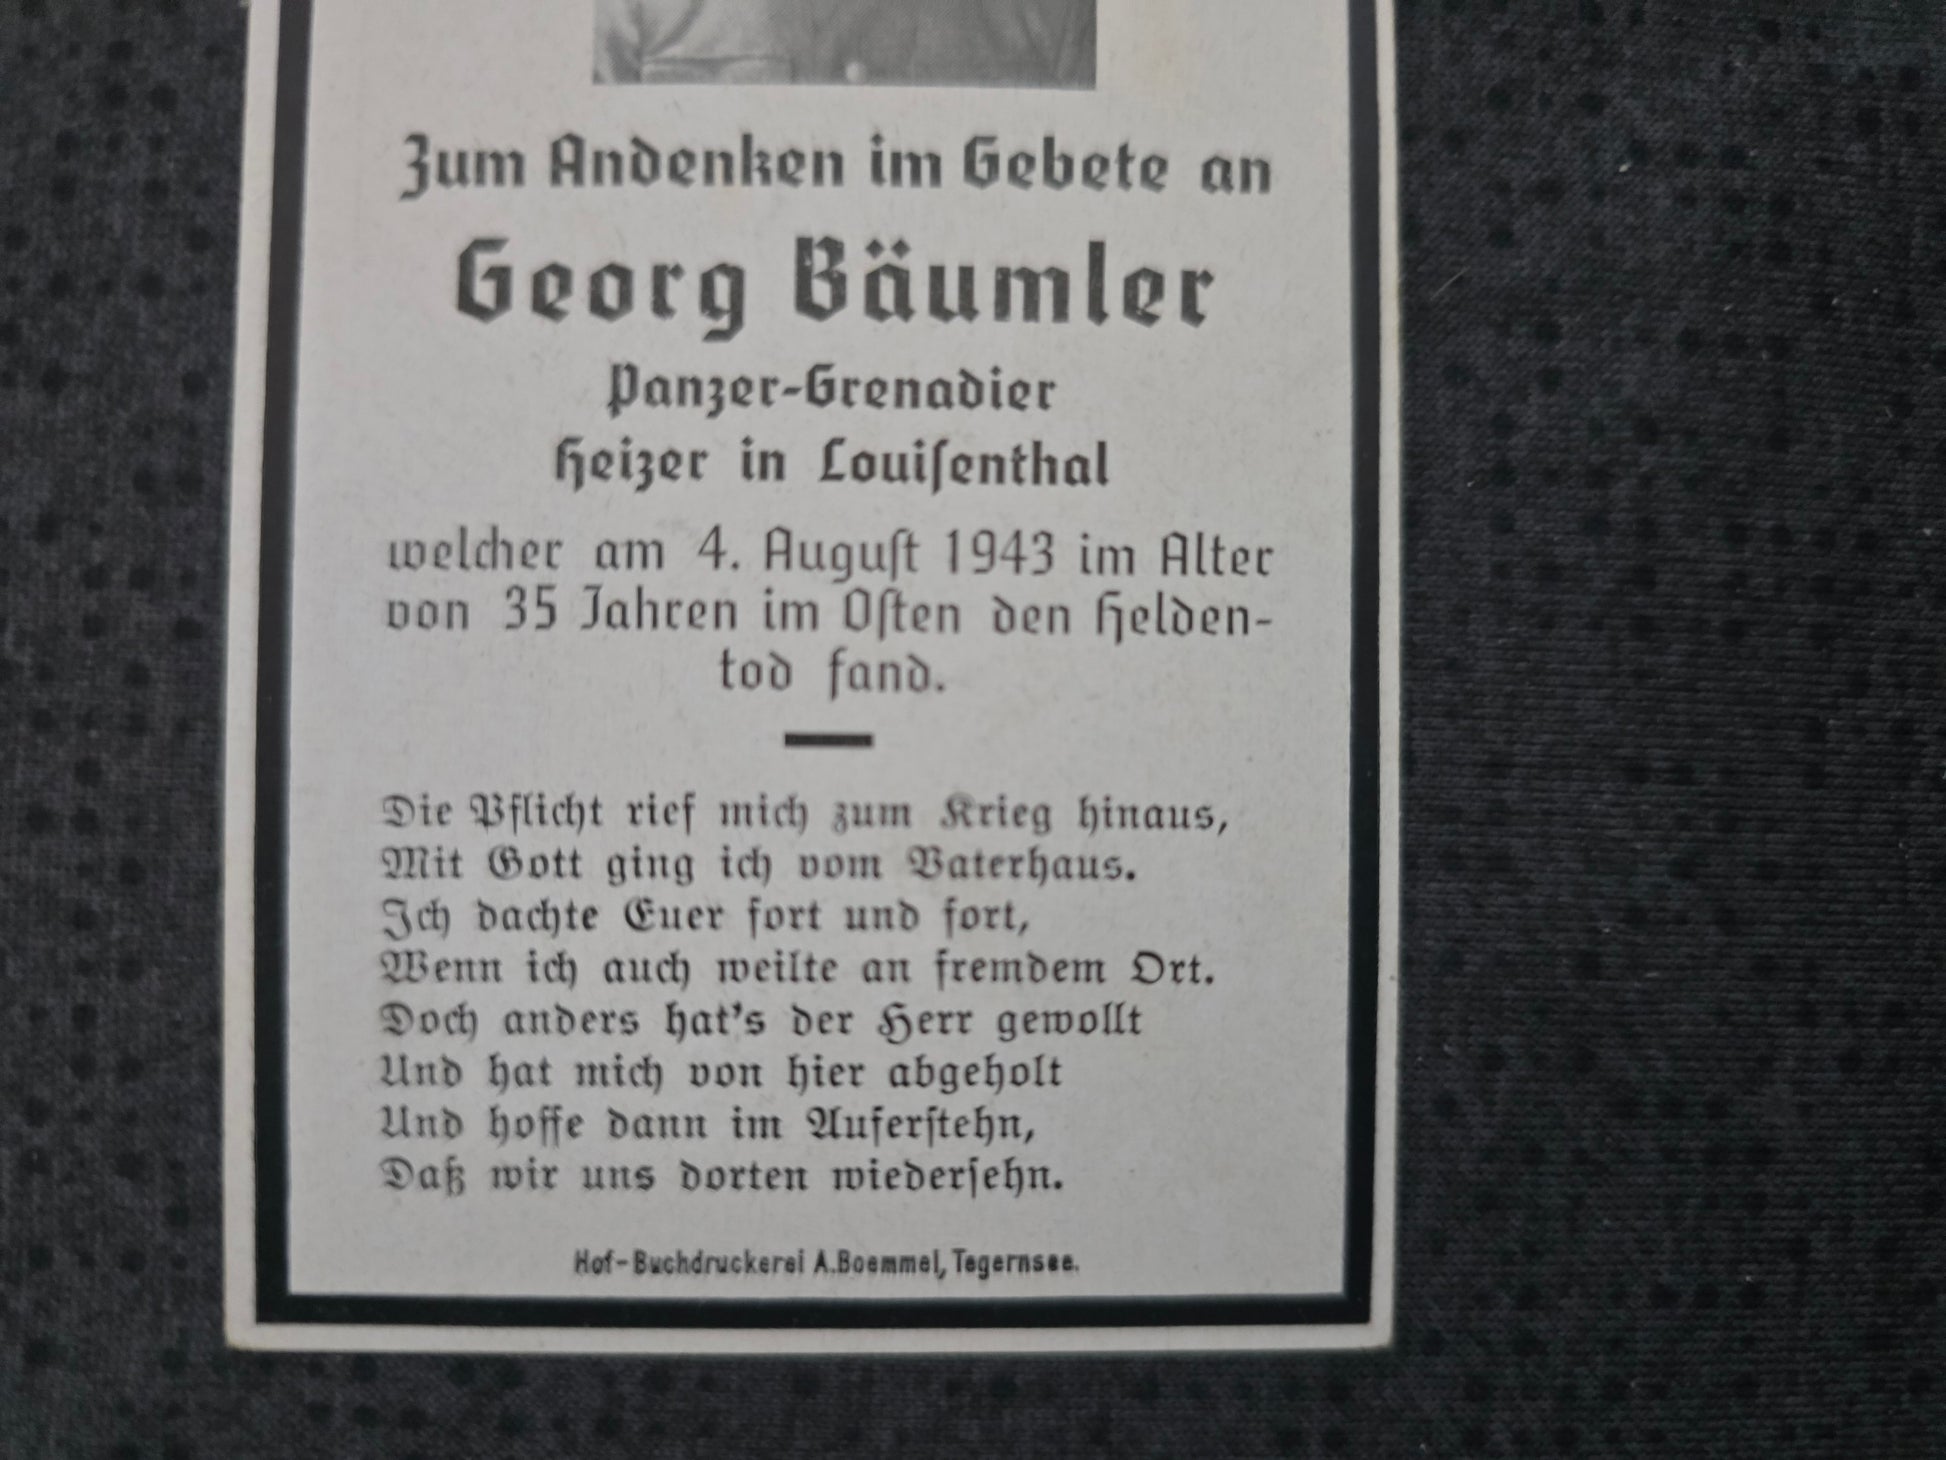 Zum Andenken im Gebete an
Georg Bäumler
Panzer-Grenadier
Heizer in Louiſenthal
welcher am 4. Auguſt 1943 im Alter
von 35 Jahren im Oſten den Helden-
tod fand.
Die Pflicht rief mich zum Krieg hinaus,
Mit Gott ging ich vom Vaterhaus.
Ich dachte Euer fort und fort,
Wenn ich auch weilte an fremdem Ort.
Doch anders hat's der Herr gewollt
Und hat mich von hier abgeholt
Und hoffe dann im Auferſtehn,
Daß wir uns dorten wiederſehn.
Hof-Buchdruckerei A. Boemmel, Tegernsee.